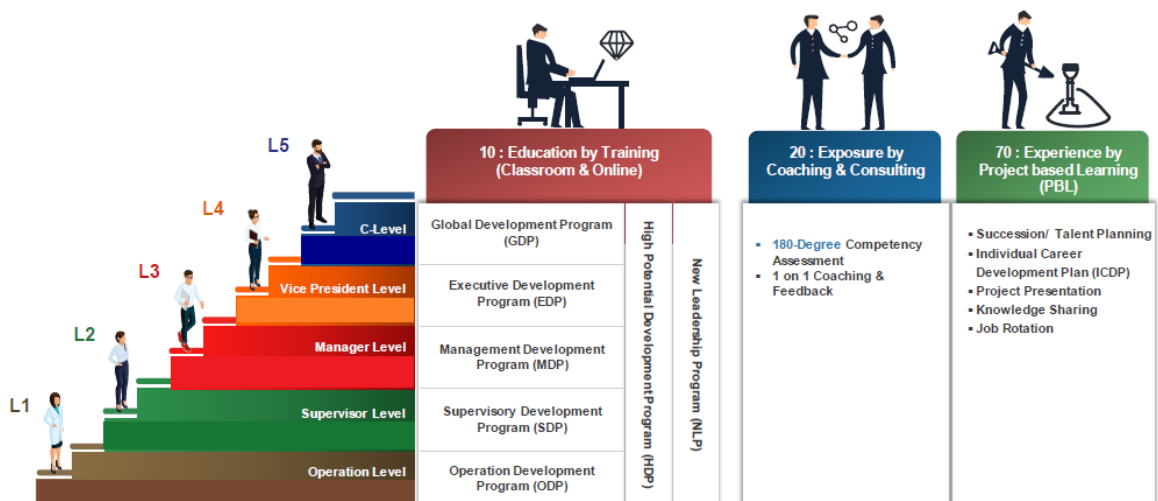 L5
L4
L3
L2
L1
C-Level
Vice President Level
Manager Level
Supervisor Level
Operation Level
10 : Education by Training
(Classroom & Online)
Global Development Program
(GDP)
Executive Development
Program (EDP)
Management Development
Program (MDP)
Supervisory Development
Program (SDP)
Operation Development
Program (ODP)
High Potential Development Program (HDP)
New Leadership Program (NLP)
20 : Exposure by
Coaching & Consulting
▪ 180-Degree Competency
Assessment
▪ 1 on 1 Coaching &
Feedback
70 : Experience by
Project based Learning
(PBL)
▪ Succession/ Talent Planning
▪ Individual Career
Development Plan (ICDP)
▪ Project Presentation
▪ Knowledge Sharing
▪ Job Rotation